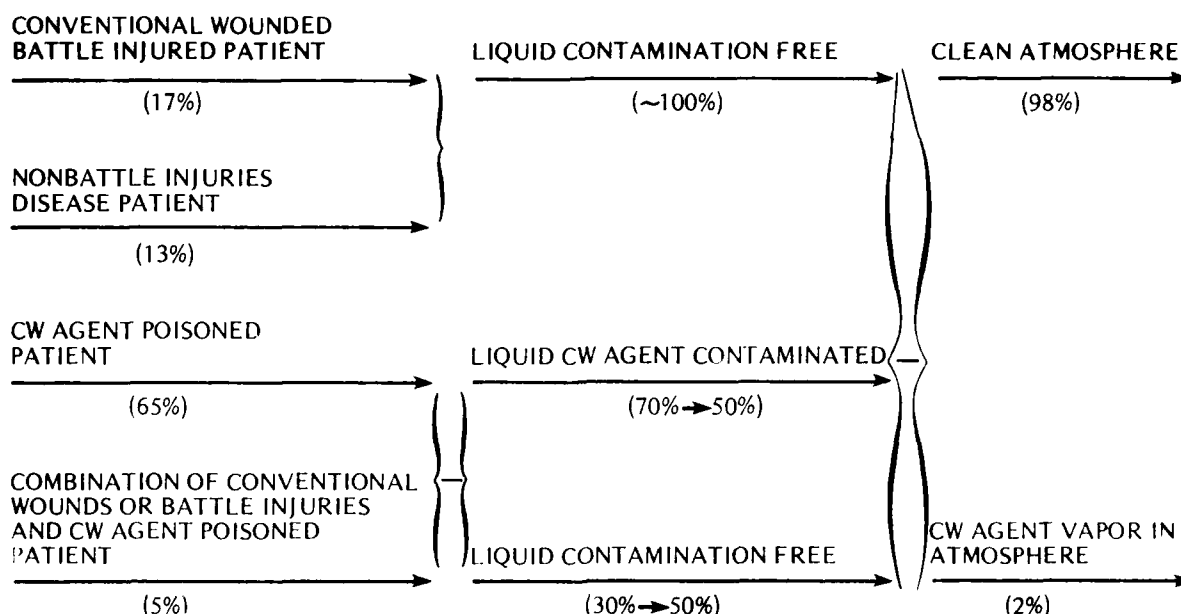 CONVENTIONAL WOUNDED
BATTLE INJURED PATIENT
(17%)
NONBATTLE INJURIES
DISEASE PATIENT
(13%)
CW AGENT POISONED
PATIENT
(65%)
COMBINATION OF CONVENTIONAL
WOUNDS OR BATTLE INJURIES
AND CW AGENT POISONED
PATIENT
(5%)
LIQUID CONTAMINATION FREE
(~100%)
LIQUID CW AGENT CONTAMINATED
(70%→50%)
LIQUID CONTAMINATION FREE
(30%→50%)
CLEAN ATMOSPHERE
(98%)
CW AGENT VAPOR IN
ATMOSPHERE
(2%)